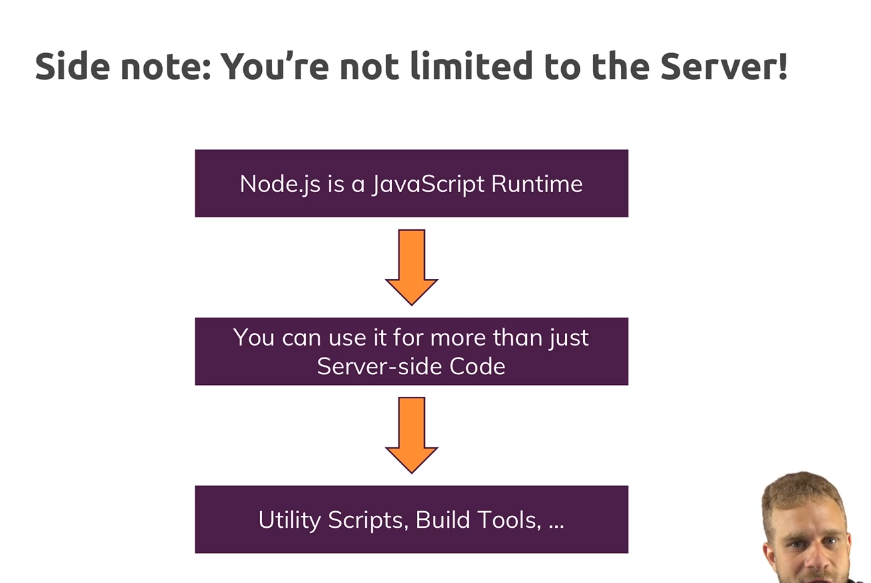 Side note: You’re not limited to the Server!
Node.js is a JavaScript Runtime
You can use it for more than just
Server-side Code
Utility Scripts, Build Tools, ...